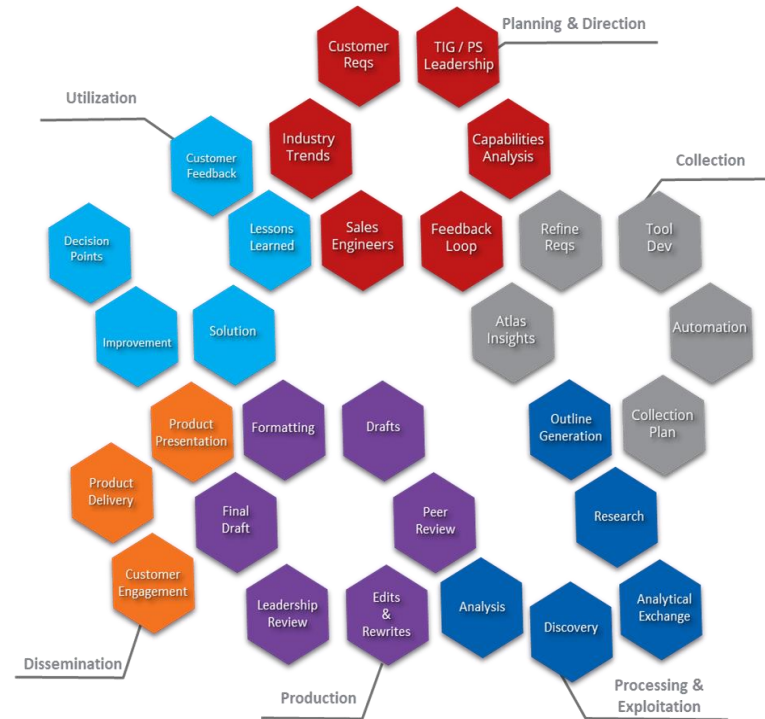 Planning & Direction
Customer
Reqs
TIG / PS
Leadership
Utilization
Industry
Trends
Capabilities
Analysis
Customer
Feedback
Collection
Lessons
Learned
Sales
Engineers
Feedback
Loop
Refine
Reqs
Tool
Dev
Decision
Points
Improvement
Solution
Atlas
Insights
Automation
Product
Presentation
Formatting
Drafts
Outline
Generation
Collection
Plan
Product
Delivery
Final
Draft
Peer
Review
Research
Customer
Engagement
Leadership
Review
Edits
&
Rewrites
Analysis
Discovery
Analytical
Exchange
Dissemination
Production
Processing &
Exploitation